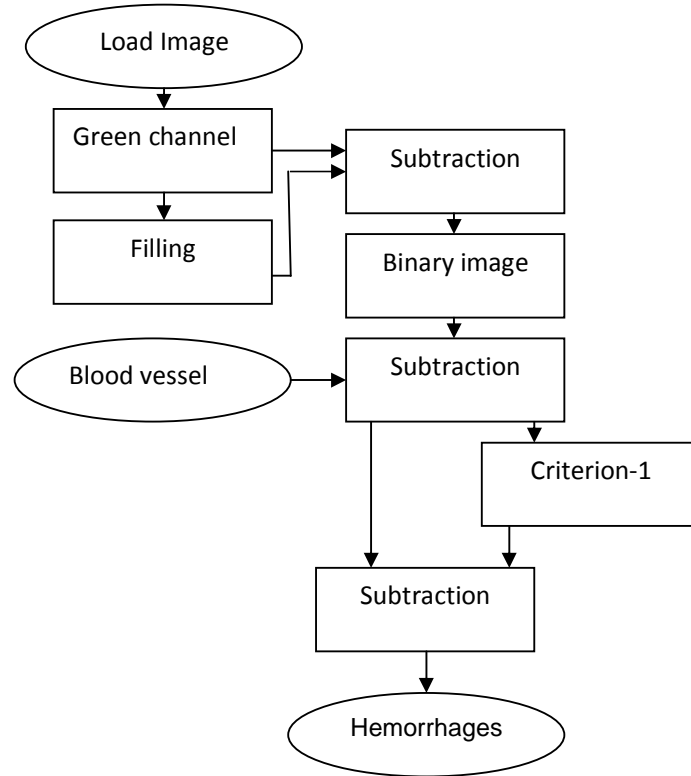 Load Image
Green channel
Subtraction
Filling
Binary image
Blood vessel
Subtraction
Criterion-1
Subtraction
Hemorrhages